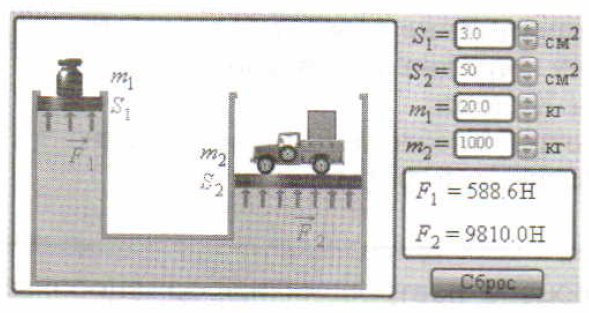 m₁
S₁
F₁
m₂
S₂
F₂
S₁ = 3.0 см²
S₂ = 50 см²
m₁ = 20.0 кг
m₂ = 1000 кг
F₁ = 588.6Н
F₂ = 9810.0Н
Сброс